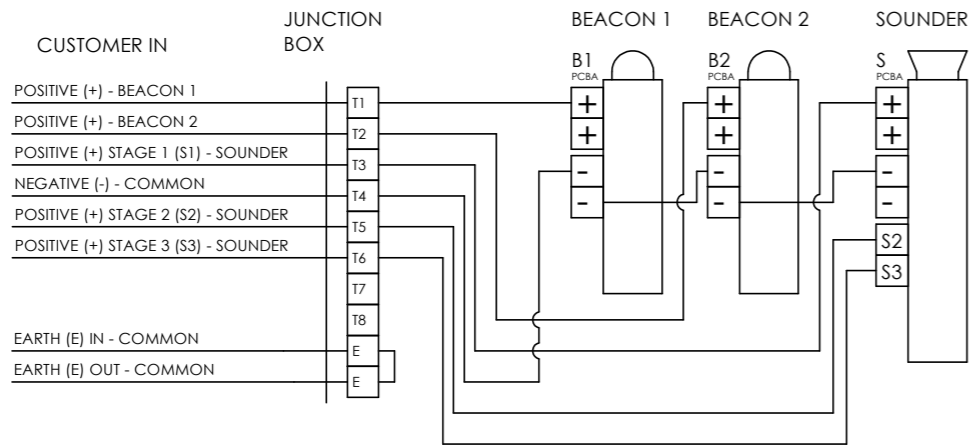 CUSTOMER IN
JUNCTION
BOX
BEACON 1
BEACON 2
SOUNDER
B1
PCBA
B2
PCBA
S
PCBA
POSITIVE (+) - BEACON 1
T1
+
+
+
POSITIVE (+) - BEACON 2
T2
+
+
+
POSITIVE (+) STAGE 1 (S1) - SOUNDER
T3
-
-
-
NEGATIVE (-) - COMMON
T4
-
-
-
POSITIVE (+) STAGE 2 (S2) - SOUNDER
T5
S2
POSITIVE (+) STAGE 3 (S3) - SOUNDER
T6
S3
T7
T8
EARTH (E) IN - COMMON
E
EARTH (E) OUT - COMMON
E